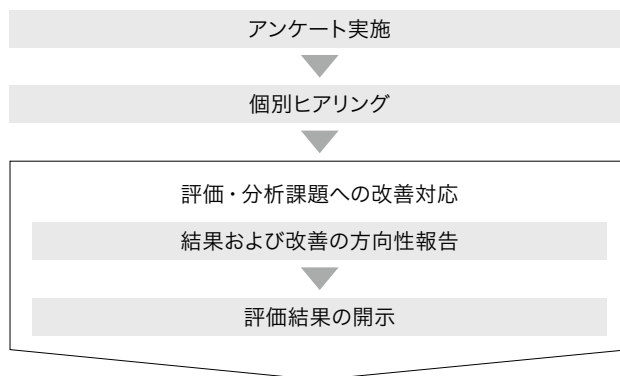 アンケート実施
個別ヒアリング
評価・分析課題への改善対応
結果および改善の方向性報告
評価結果の開示